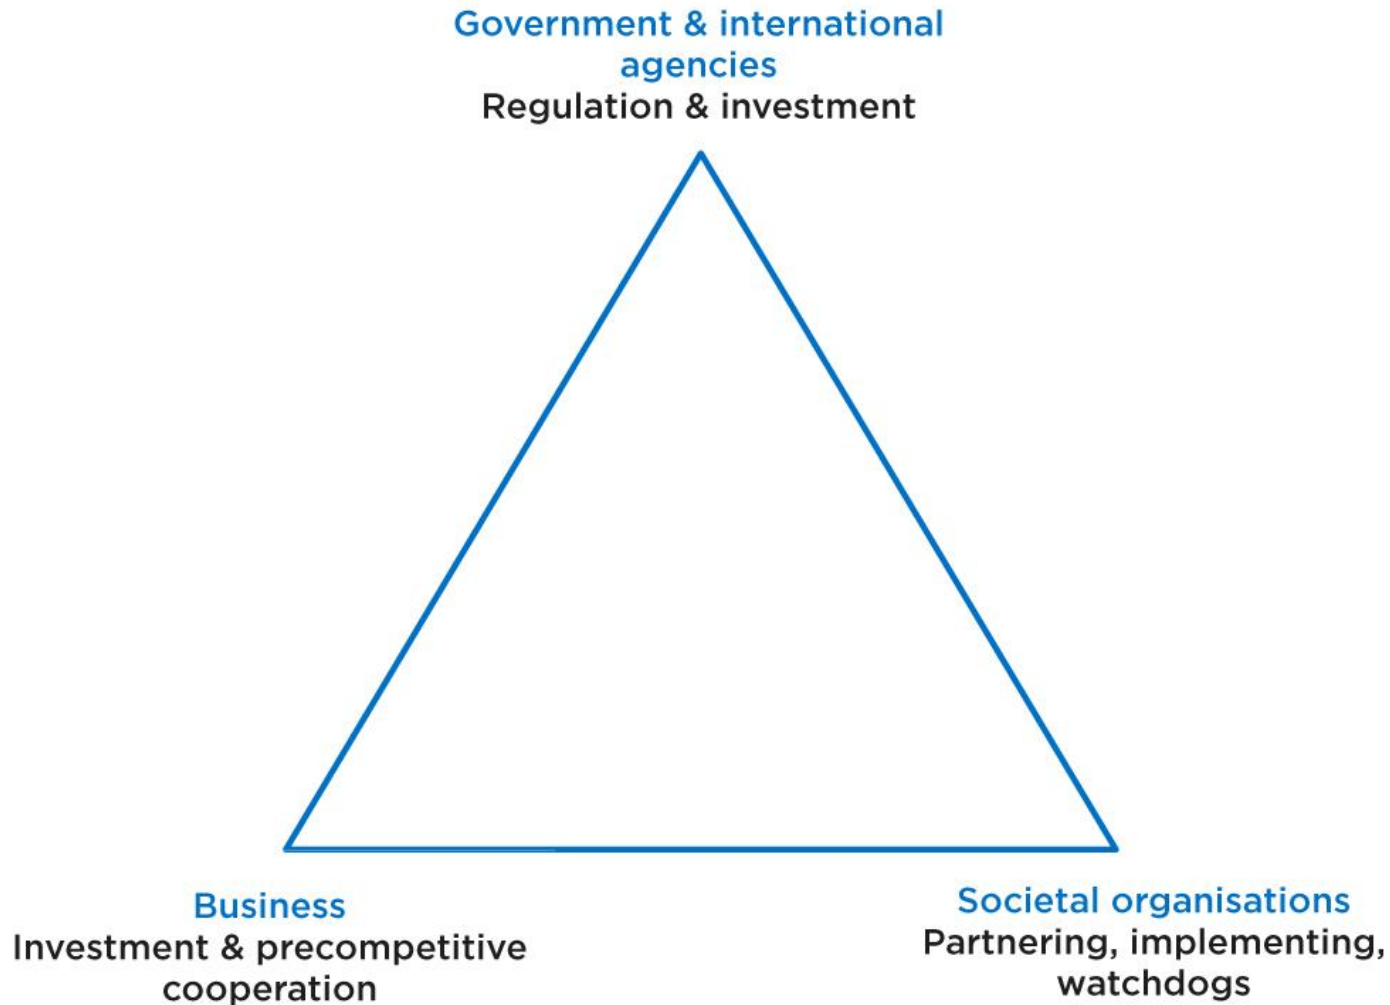 Government & international
agencies
Regulation & investment
Business
Investment & precompetitive
cooperation
Societal organisations
Partnering, implementing,
watchdogs